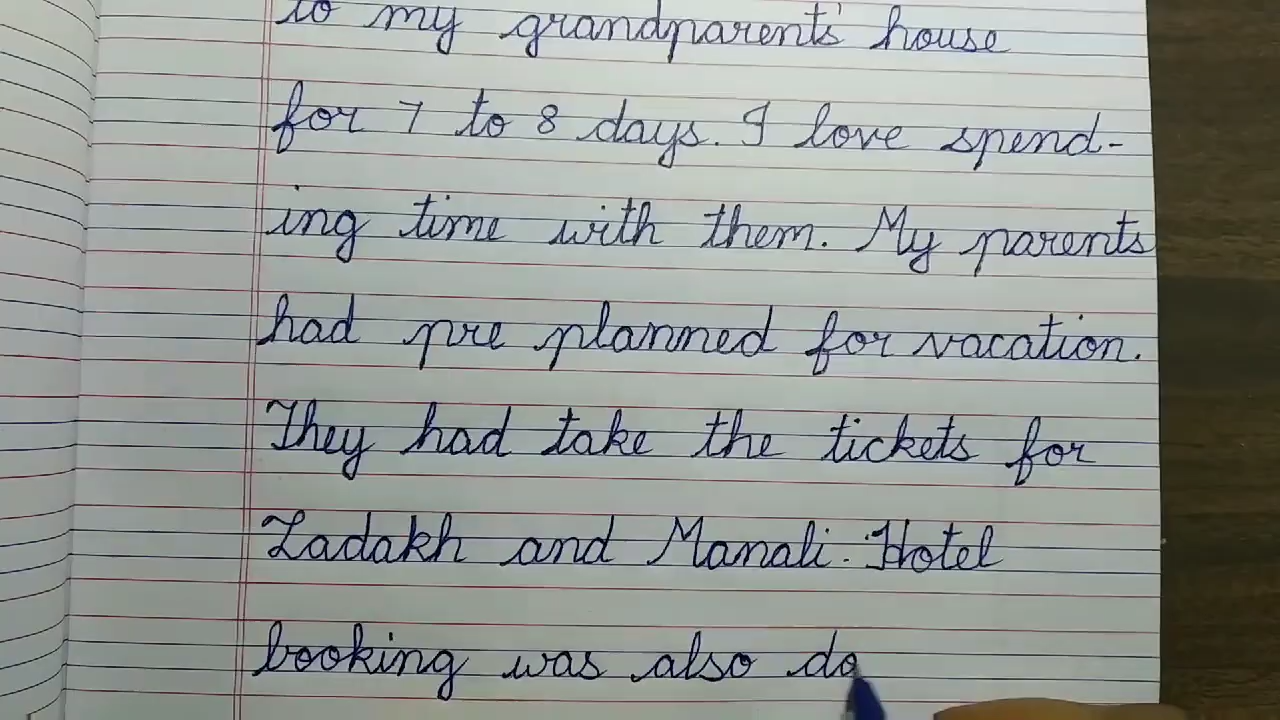 to my grandparents' house
for 7 to 8 days. I love spend-
ing time with them. My parents
had pre planned for vacation.
They had take the tickets for
Ladakh and Manali. Hotel
booking was also do